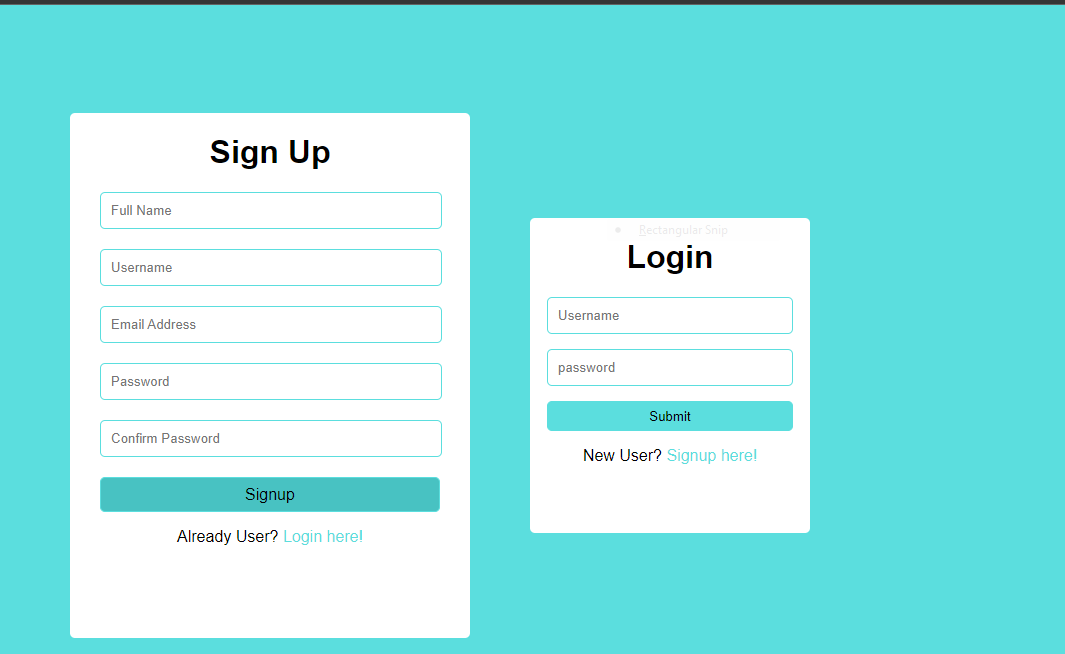 Sign Up
Full Name
Username
Email Address
Password
Confirm Password
Signup
Already User? Login here!
Rectangular Snip
Login
Username
password
Submit
New User? Signup here!